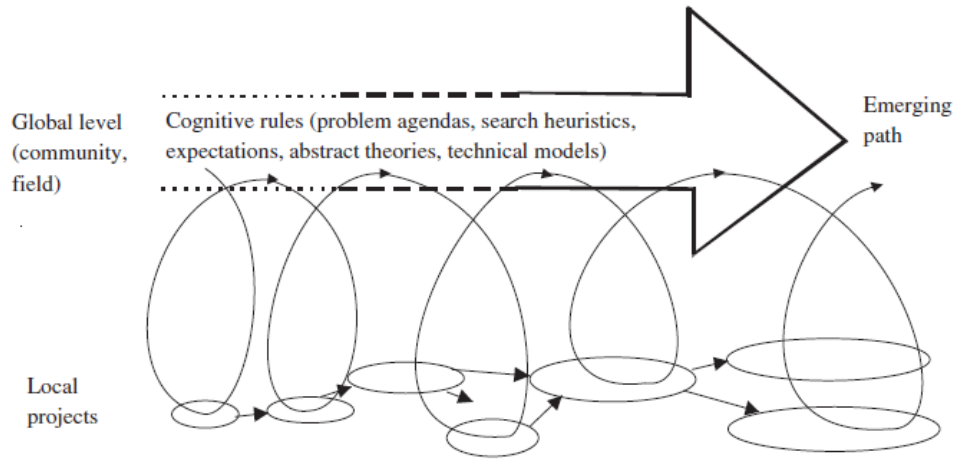 Global level
(community,
field)
Cognitive rules (problem agendas, search heuristics,
expectations, abstract theories, technical models)
Emerging
path
Local
projects